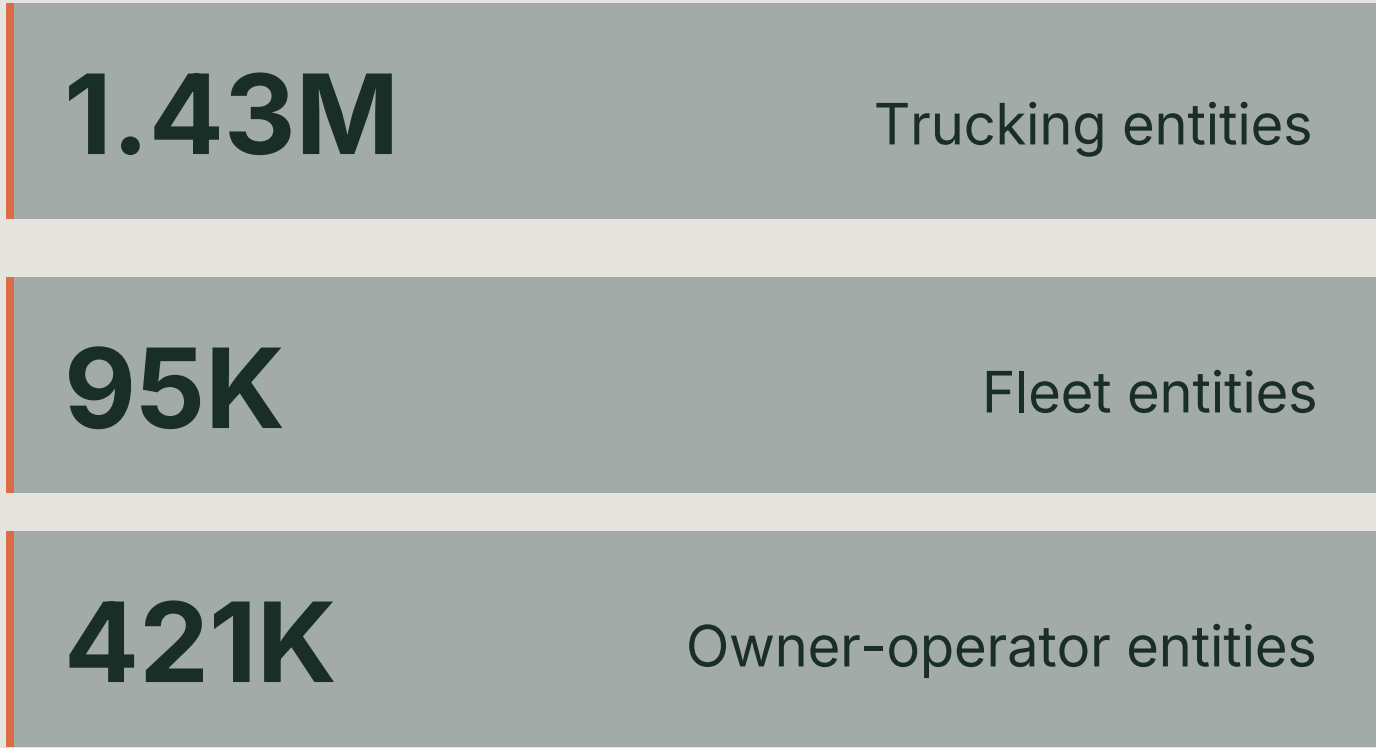 1.43M Trucking entities
95K Fleet entities
421K Owner-operator entities